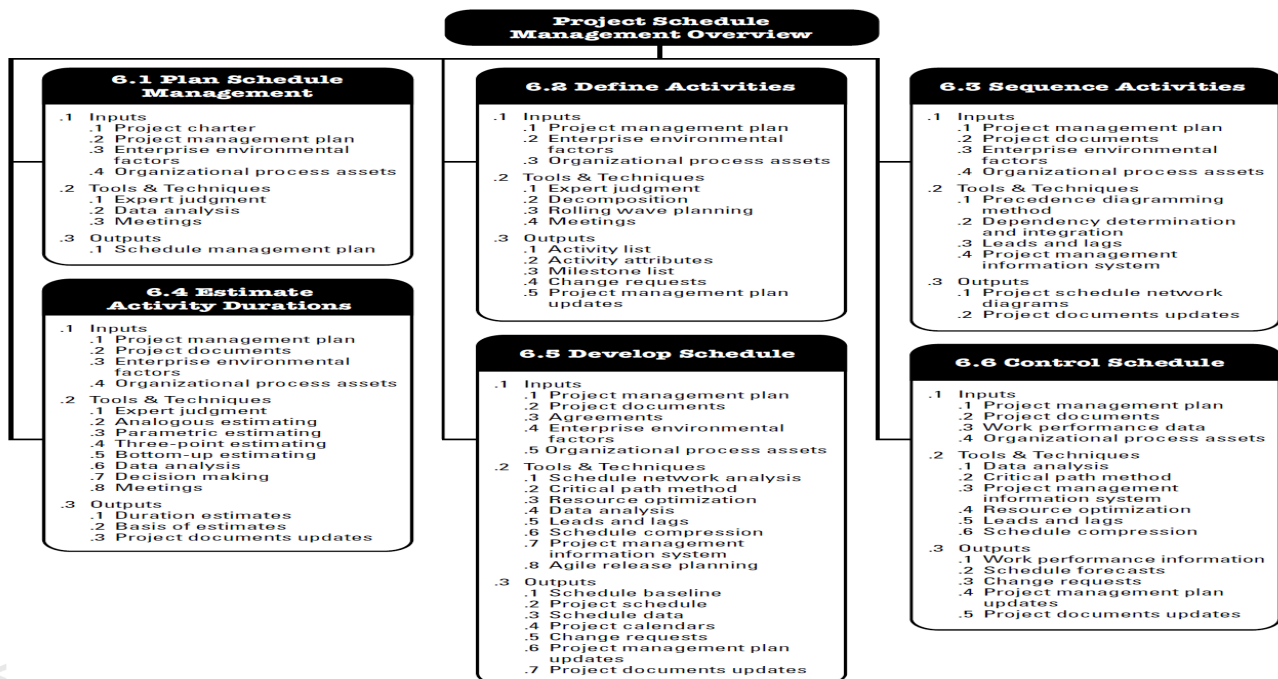 Project Schedule
Management Overview
6.1 Plan Schedule
Management
.1 Inputs
.1 Project charter
.2 Project management plan
.3 Enterprise environmental
factors
.4 Organizational process assets
.2 Tools & Techniques
.1 Expert judgment
.2 Data analysis
.3 Meetings
.3 Outputs
.1 Schedule management plan
6.2 Define Activities
.1 Inputs
.1 Project management plan
.2 Enterprise environmental
factors
.3 Organizational process assets
.2 Tools & Techniques
.1 Expert judgment
.2 Decomposition
.3 Rolling wave planning
.4 Meetings
.3 Outputs
.1 Activity list
.2 Activity attributes
.3 Milestone list
.4 Change requests
.5 Project management plan
updates
6.3 Sequence Activities
.1 Inputs
.1 Project management plan
.2 Project documents
.3 Enterprise environmental
factors
.4 Organizational process assets
.2 Tools & Techniques
.1 Precedence diagramming
method
.2 Dependency determination
and integration
.3 Leads and lags
.4 Project management
information system
.3 Outputs
.1 Project schedule network
diagrams
.2 Project documents updates
6.4 Estimate
Activity Durations
.1 Inputs
.1 Project management plan
.2 Project documents
.3 Enterprise environmental
factors
.4 Organizational process assets
.2 Tools & Techniques
.1 Expert judgment
.2 Analogous estimating
.3 Parametric estimating
.4 Three-point estimating
.5 Bottom-up estimating
.6 Data analysis
.7 Decision making
.8 Meetings
.3 Outputs
.1 Duration estimates
.2 Basis of estimates
.3 Project documents updates
6.5 Develop Schedule
.1 Inputs
.1 Project management plan
.2 Project documents
.3 Agreements
.4 Enterprise environmental
factors
.5 Organizational process assets
.2 Tools & Techniques
.1 Schedule network analysis
.2 Critical path method
.3 Resource optimization
.4 Data analysis
.5 Leads and lags
.6 Schedule compression
.7 Project management
information system
.8 Agile release planning
.3 Outputs
.1 Schedule baseline
.2 Project schedule
.3 Schedule data
.4 Project calendars
.5 Change requests
.6 Project management plan
updates
.7 Project documents updates
6.6 Control Schedule
.1 Inputs
.1 Project management plan
.2 Project documents
.3 Work performance data
.4 Organizational process assets
.2 Tools & Techniques
.1 Data analysis
.2 Critical path method
.3 Project management
information system
.4 Resource optimization
.5 Leads and lags
.6 Schedule compression
.3 Outputs
.1 Work performance information
.2 Schedule forecasts
.3 Change requests
.4 Project management plan
updates
.5 Project documents updates